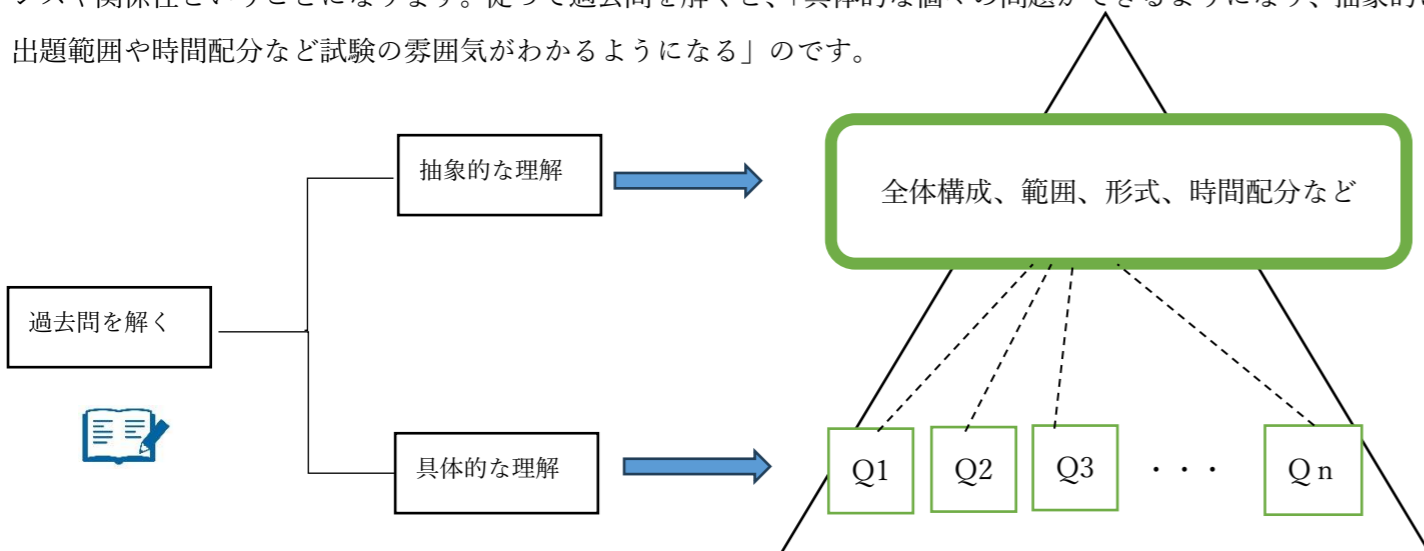 出題範囲や時間配分など試験の雰囲気がわかるようになる」のです。
抽象的な理解
全体構成、範囲、形式、時間配分など
過去問を解く
具体的な理解
Q1 Q2 Q3 ・・・ Qn